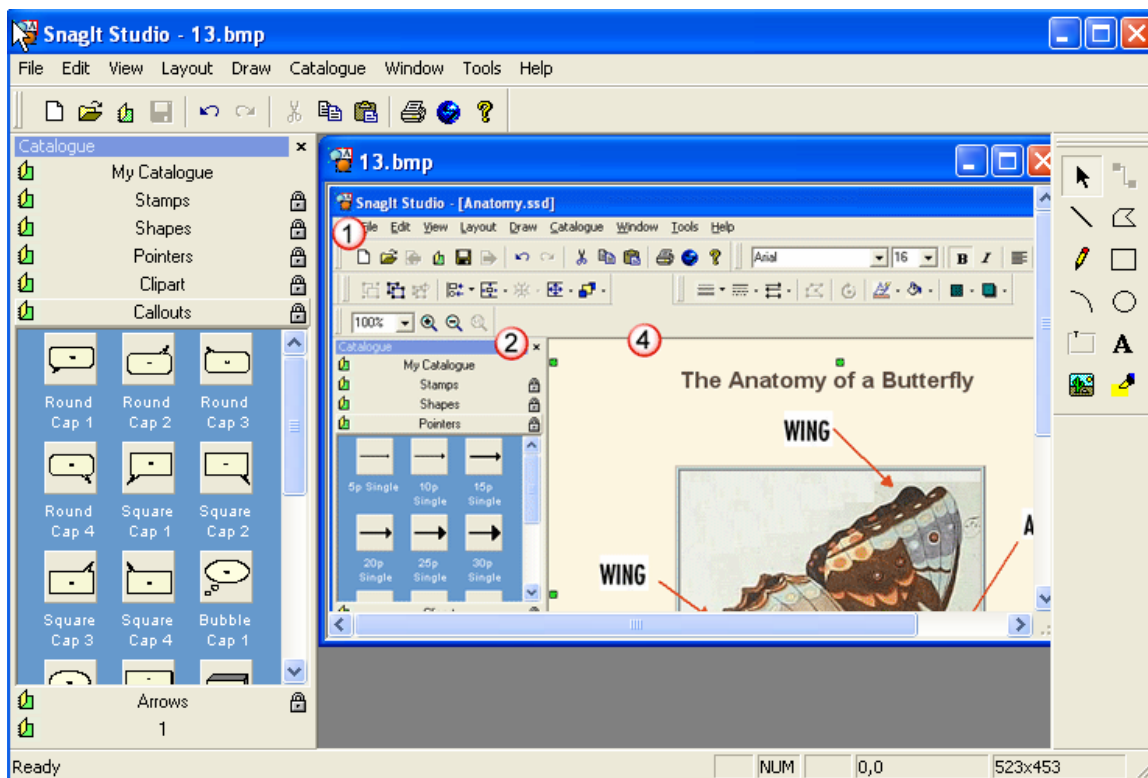 SnagIt Studio - 13.bmp
File Edit View Layout Draw Catalogue Window Tools Help
Catalogue
My Catalogue
Stamps
Shapes
Pointers
Clipart
Callouts
Round Cap 1
Round Cap 2
Round Cap 3
Round Cap 4
Square Cap 1
Square Cap 2
Square Cap 3
Square Cap 4
Bubble Cap 1
Arrows
1
13.bmp
SnagIt Studio - [Anatomy.ssd]
1 File Edit View Layout Draw Catalogue Window Tools Help
Arial 16 B I
100%
Catalogue 2
My Catalogue
Stamps
Shapes
Pointers
5p Single
10p Single
15p Single
20p Single
25p Single
30p Single
4
The Anatomy of a Butterfly
WING
WING
A
A
Ready NUM 0,0 523x453